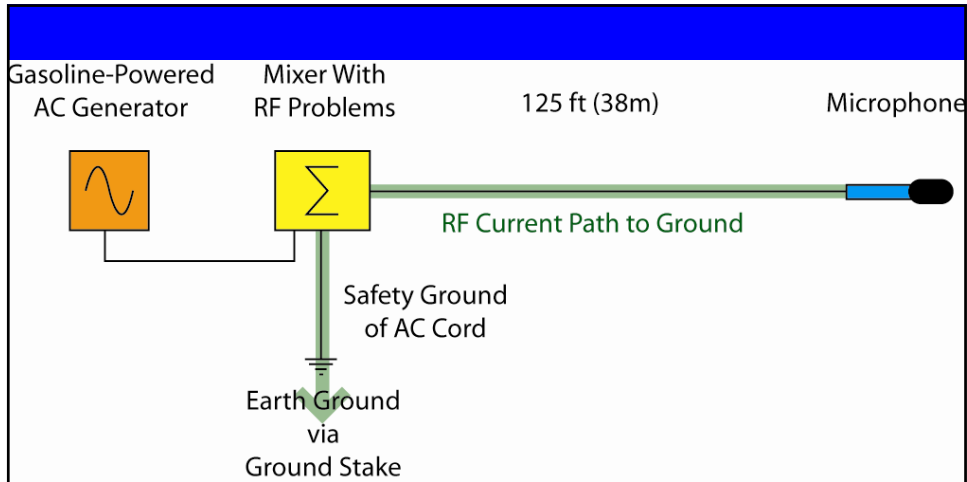 Gasoline-Powered
AC Generator
Mixer With
RF Problems
125 ft (38m)
Microphone
Σ
RF Current Path to Ground
Safety Ground
of AC Cord
Earth Ground
via
Ground Stake